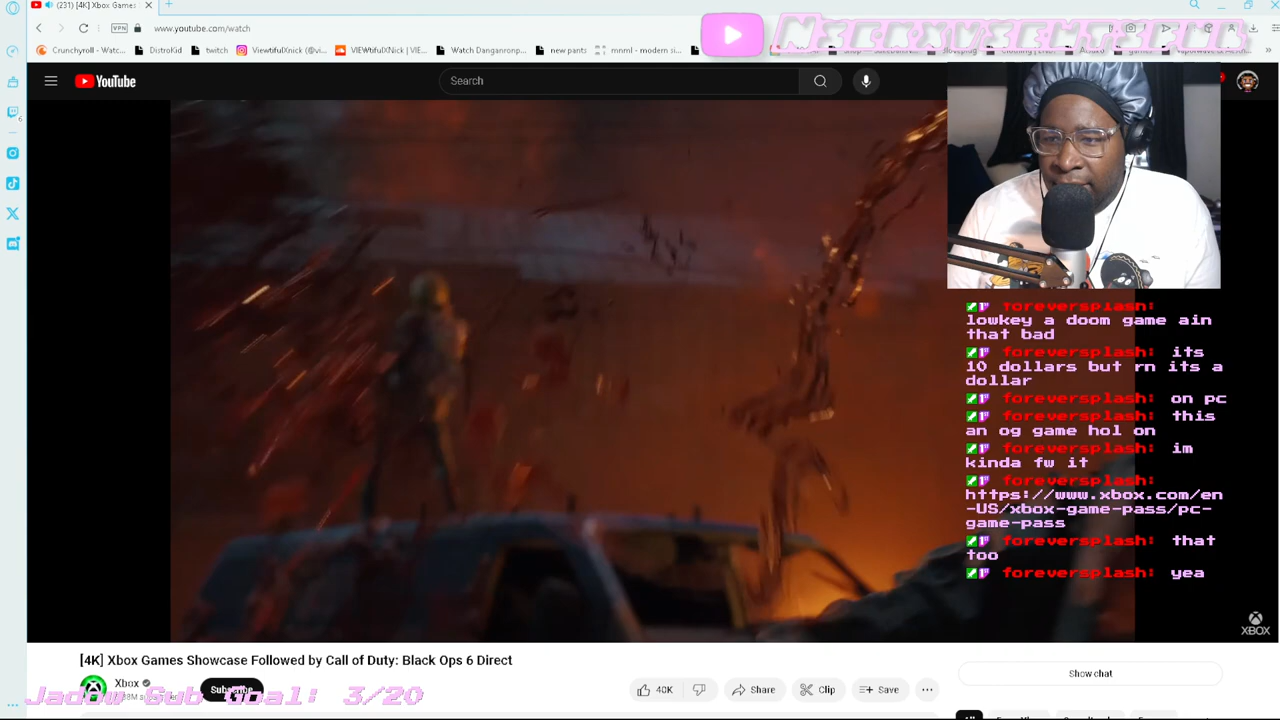 (231) [4K] Xbox Games
VPN
www.youtube.com/watch
Crunchyroll - Watc...
DistroKid
twitch
ViewtifulXnick (@vi...
VIEWtifulXNick | VIE...
Watch Danganronp...
new pants
mnml - modern si...
YouTube
Search
foreversplash:
lowkey a doom game ain
that bad
foreversplash: its
10 dollars but rn its a
dollar
foreversplash: on pc
foreversplash: this
an og game hol on
foreversplash: im
kinda fw it
foreversplash:
https://www.xbox.com/en
-US/xbox-game-pass/pc-
game-pass
foreversplash: that
too
foreversplash: yea
XBOX
[4K] Xbox Games Showcase Followed by Call of Duty: Black Ops 6 Direct
Xbox
Jadow Sub Goal: 3/20
40K
Share
Clip
Save
Show chat
All